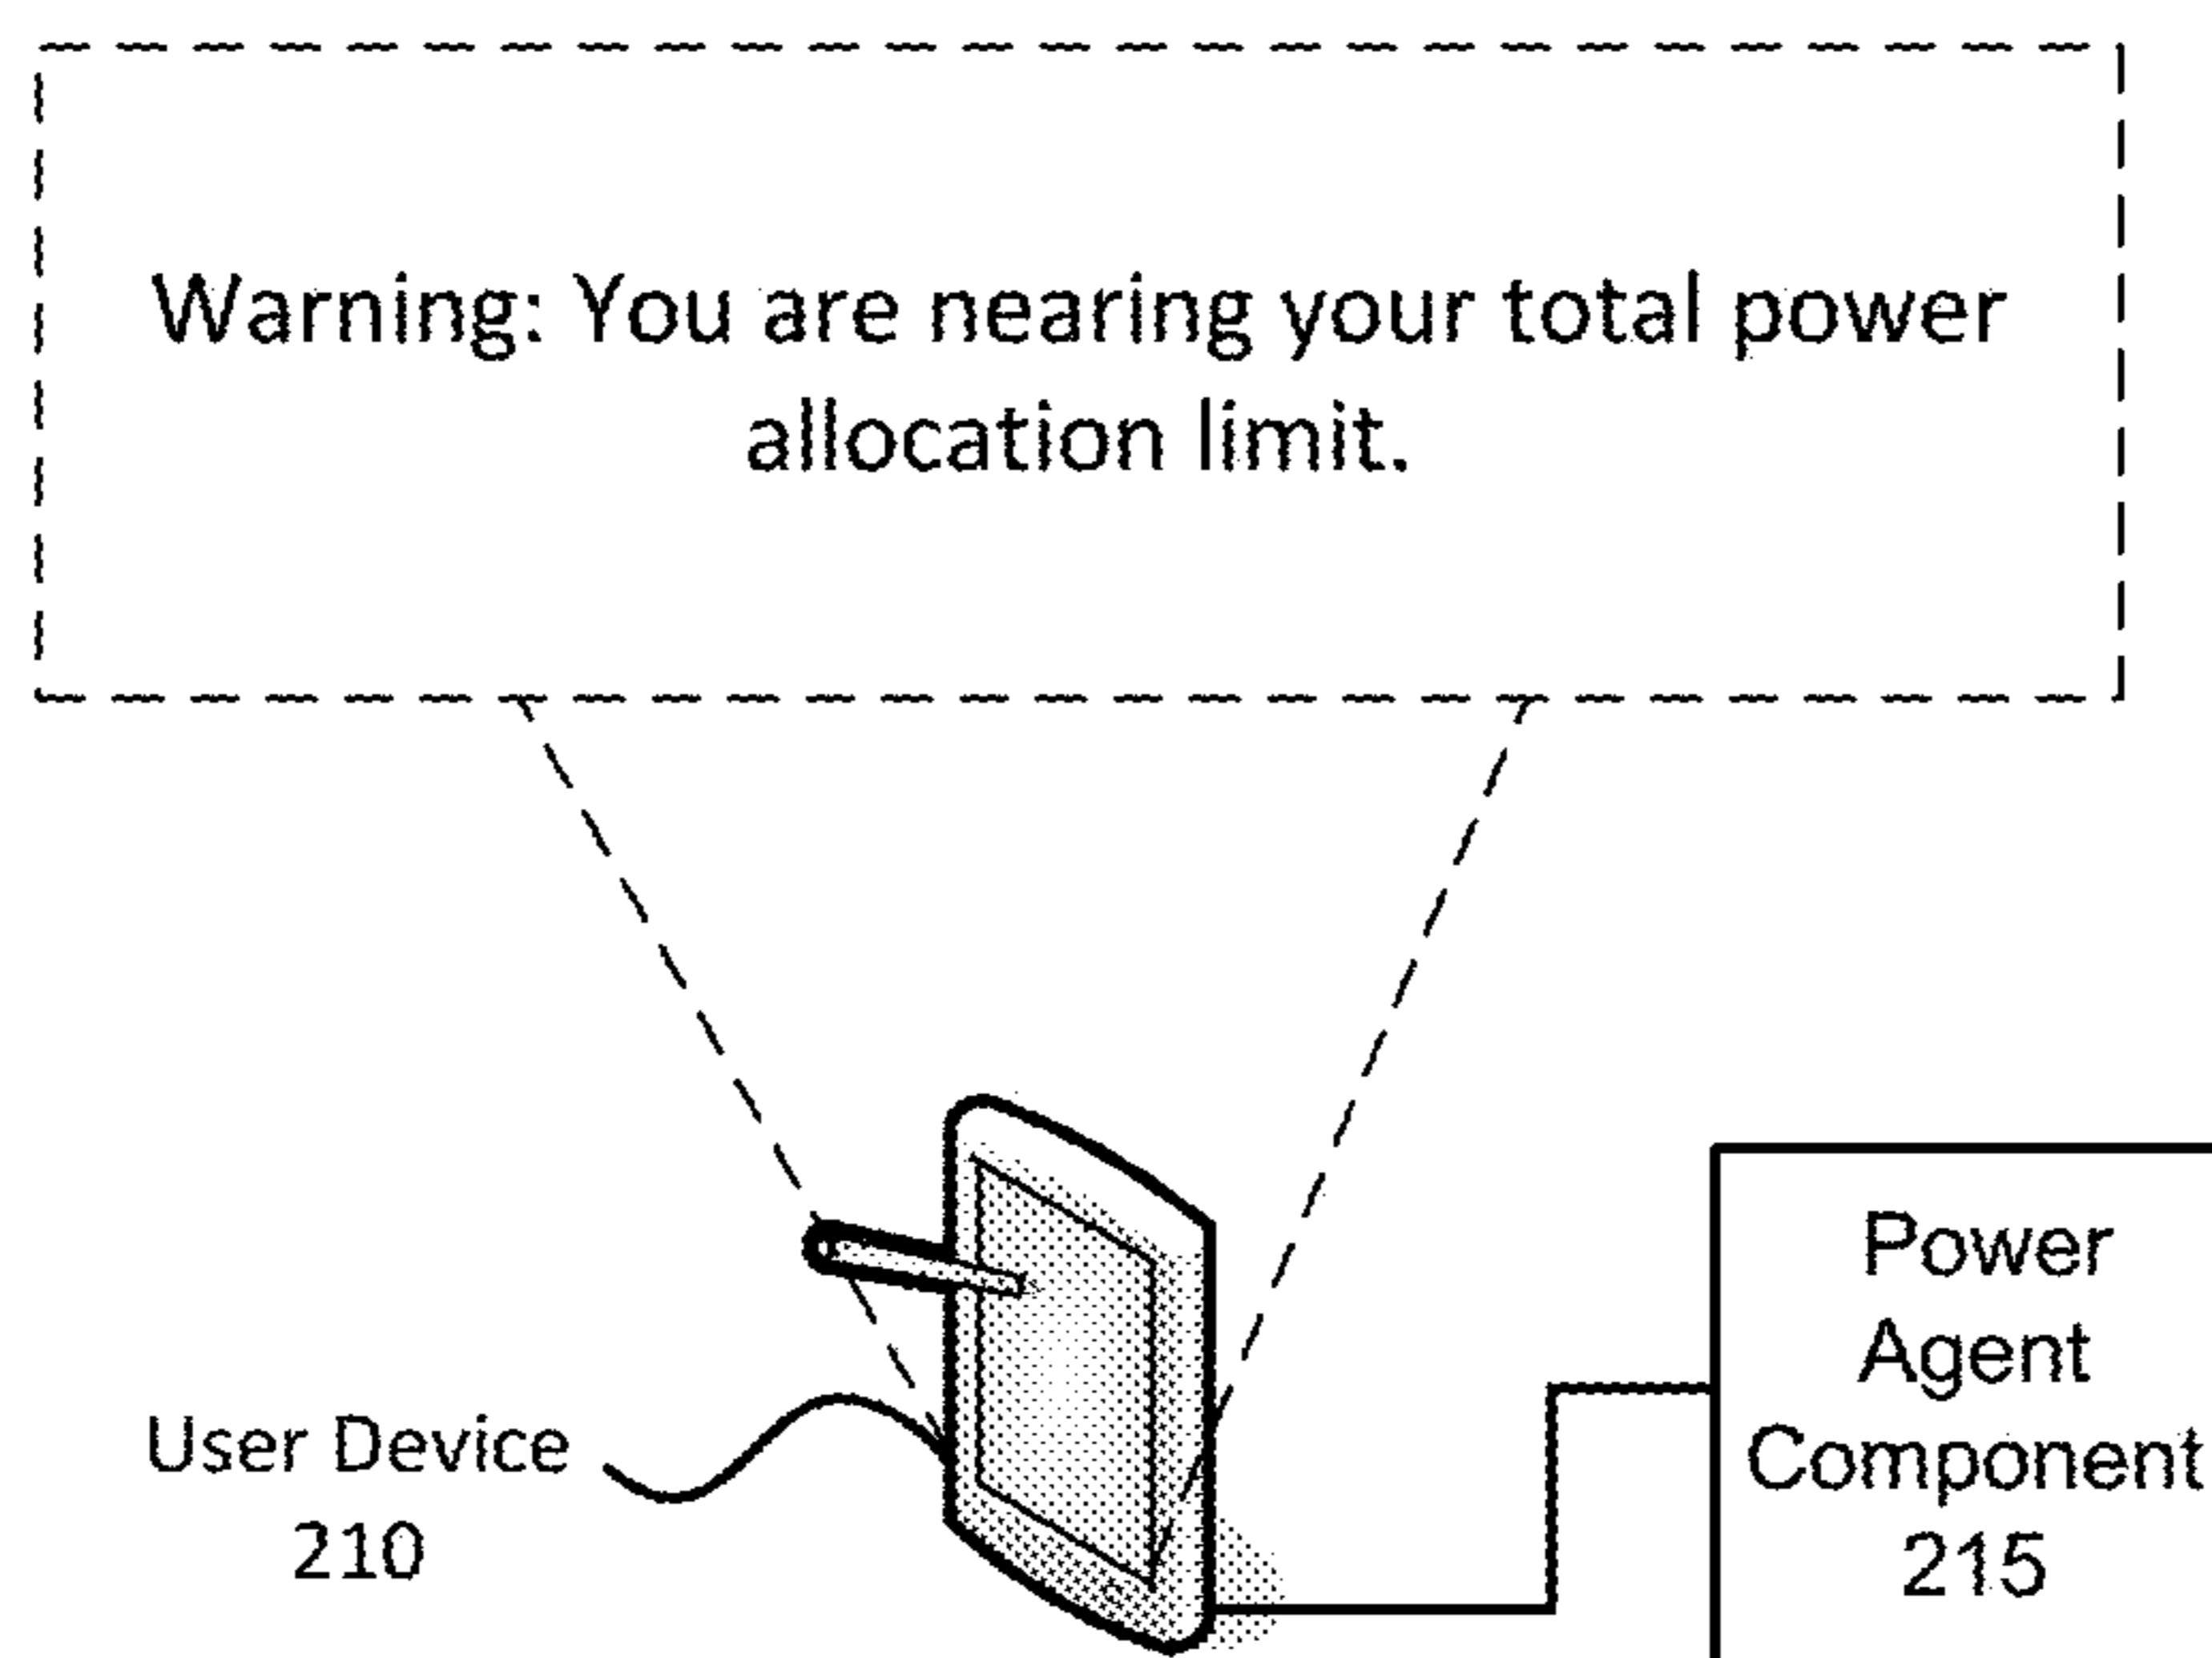 Warning: You are nearing your total power
allocation limit.
User Device
210
Power
Agent
Component
215